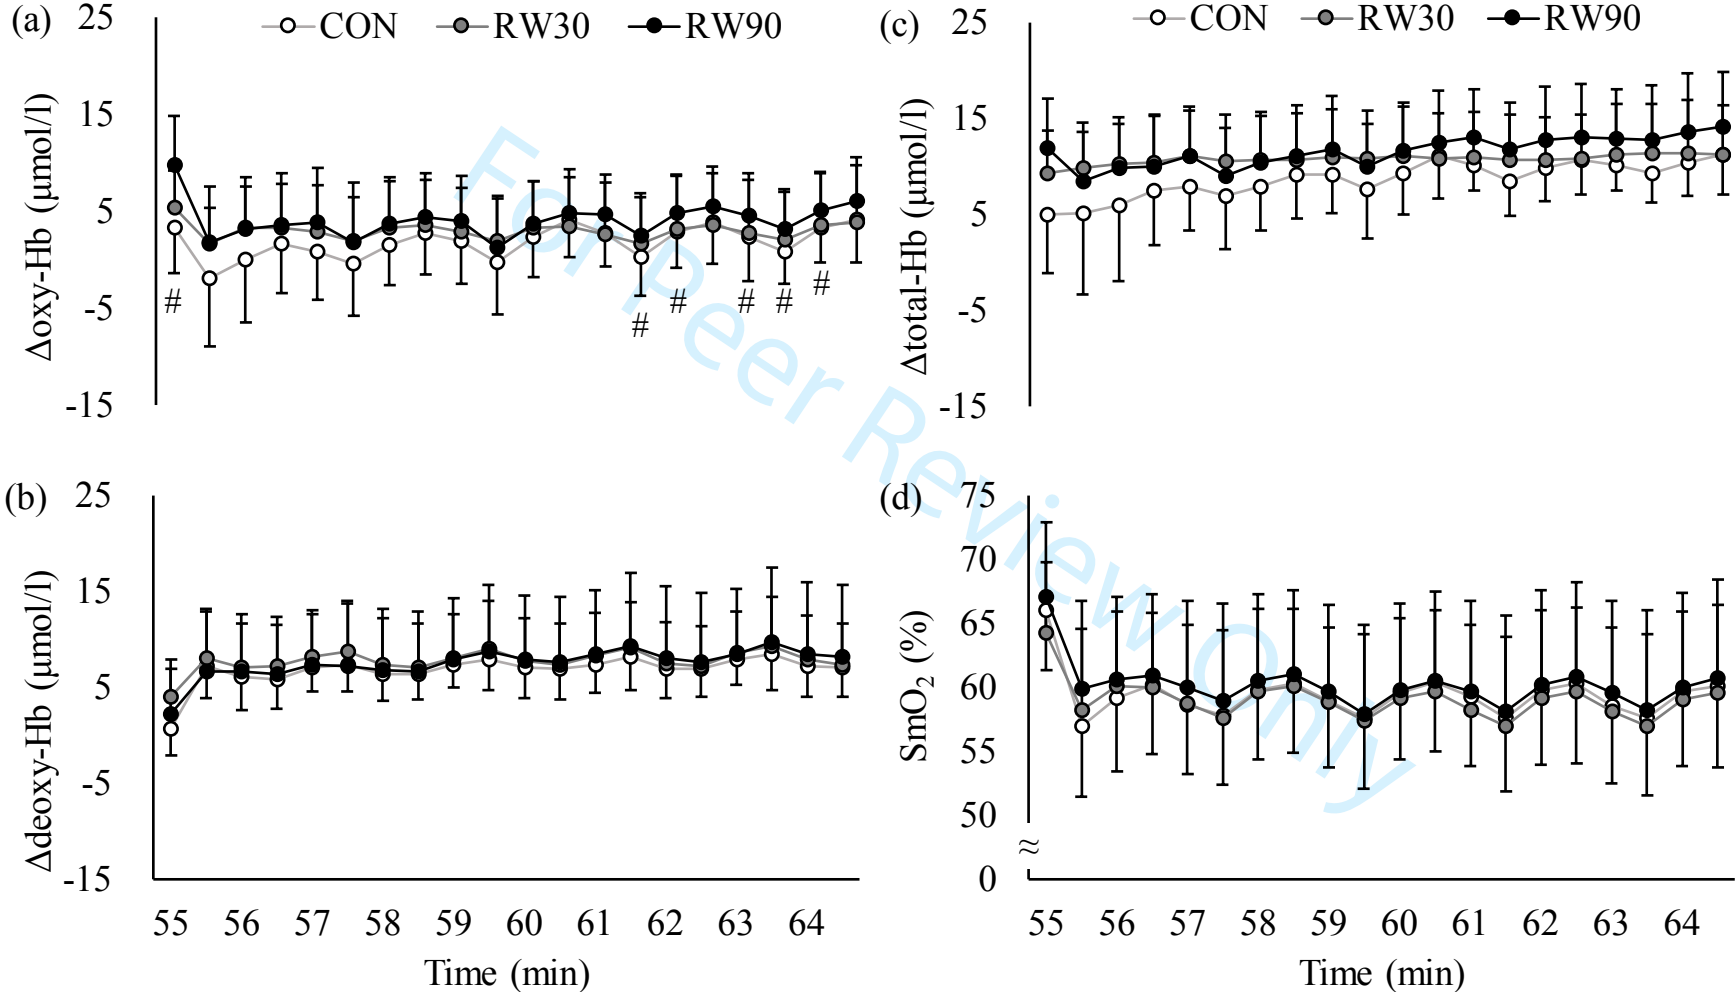 (a)
25
15
5
-5
-15
Δoxy-Hb (µmol/l)
CON RW30 RW90
# # # # # #
(c)
25
15
5
-5
-15
Δtotal-Hb (µmol/l)
CON RW30 RW90
(b)
25
15
5
-5
-15
Δdeoxy-Hb (µmol/l)
55 56 57 58 59 60 61 62 63 64
Time (min)
(d)
75
70
65
60
55
50
≈
0
SmO2 (%)
55 56 57 58 59 60 61 62 63 64
Time (min)
For Peer Review Only